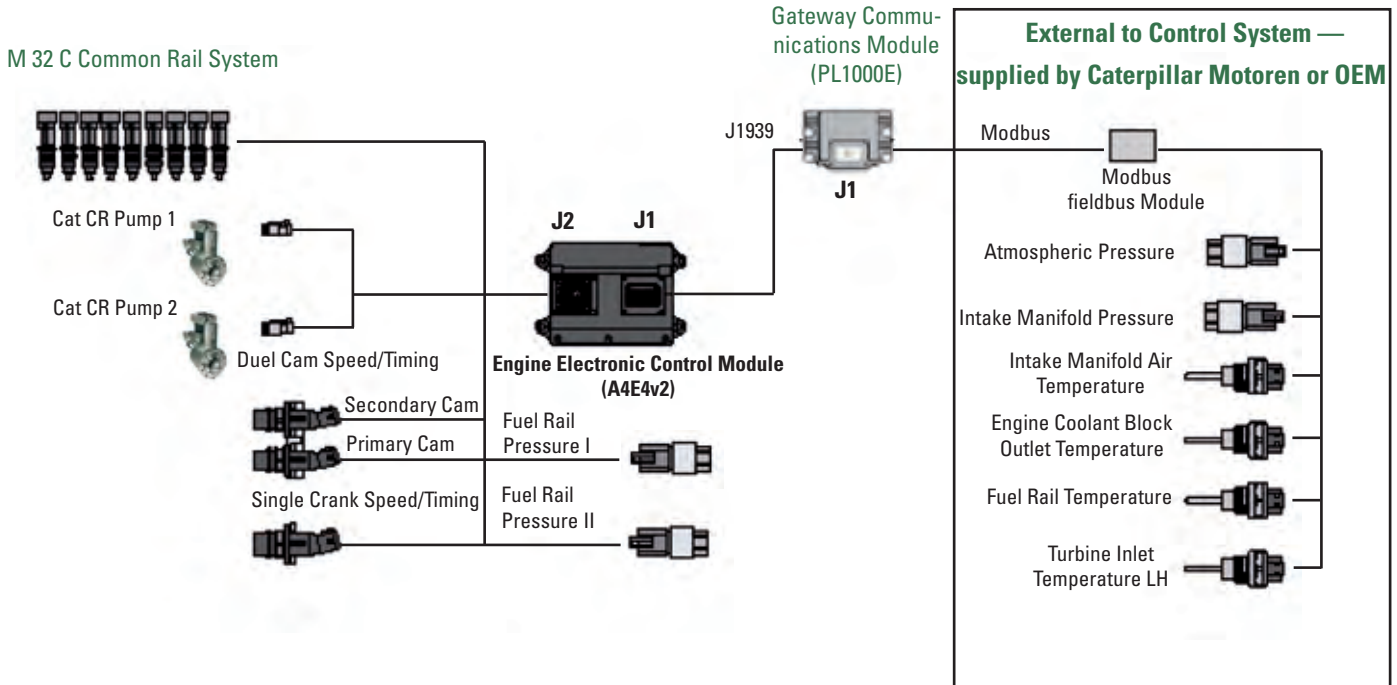 M 32 C Common Rail System
Gateway Commu-
nications Module
(PL1000E)
External to Control System —
supplied by Caterpillar Motoren or OEM
J1939
J1
Modbus
Modbus
fieldbus Module
Cat CR Pump 1
Cat CR Pump 2
J2
J1
Engine Electronic Control Module
(A4E4v2)
Duel Cam Speed/Timing
Secondary Cam
Primary Cam
Single Crank Speed/Timing
Fuel Rail
Pressure I
Fuel Rail
Pressure II
Atmospheric Pressure
Intake Manifold Pressure
Intake Manifold Air
Temperature
Engine Coolant Block
Outlet Temperature
Fuel Rail Temperature
Turbine Inlet
Temperature LH